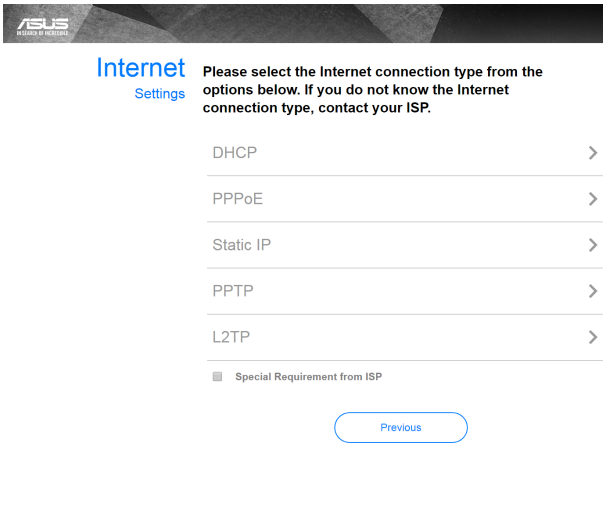 ASUS
IN SEARCH OF INCREDIBLE
Internet
Settings
Please select the Internet connection type from the
options below. If you do not know the Internet
connection type, contact your ISP.
DHCP
PPPoE
Static IP
PPTP
L2TP
Special Requirement from ISP
Previous